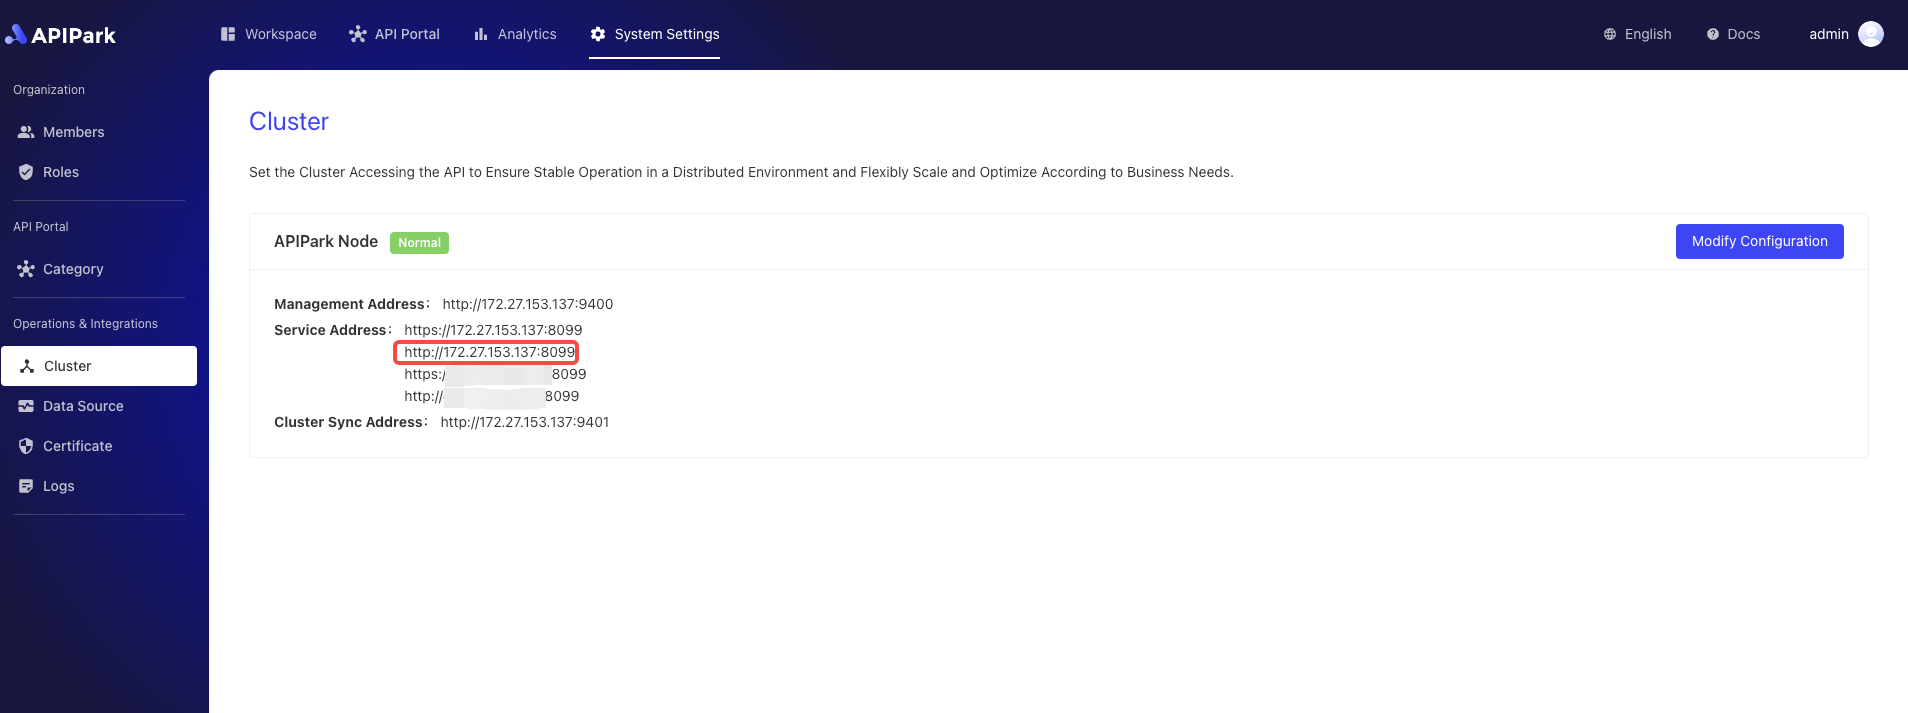 APIPark
Workspace
API Portal
Analytics
System Settings
English
Docs
admin
Organization
Members
Roles
API Portal
Category
Operations & Integrations
Cluster
Data Source
Certificate
Logs
Cluster
Set the Cluster Accessing the API to Ensure Stable Operation in a Distributed Environment and Flexibly Scale and Optimize According to Business Needs.
APIPark Node Normal
Modify Configuration
Management Address: http://172.27.153.137:9400
Service Address: https://172.27.153.137:8099
http://172.27.153.137:8099
https:/ 8099
http:// 8099
Cluster Sync Address: http://172.27.153.137:9401